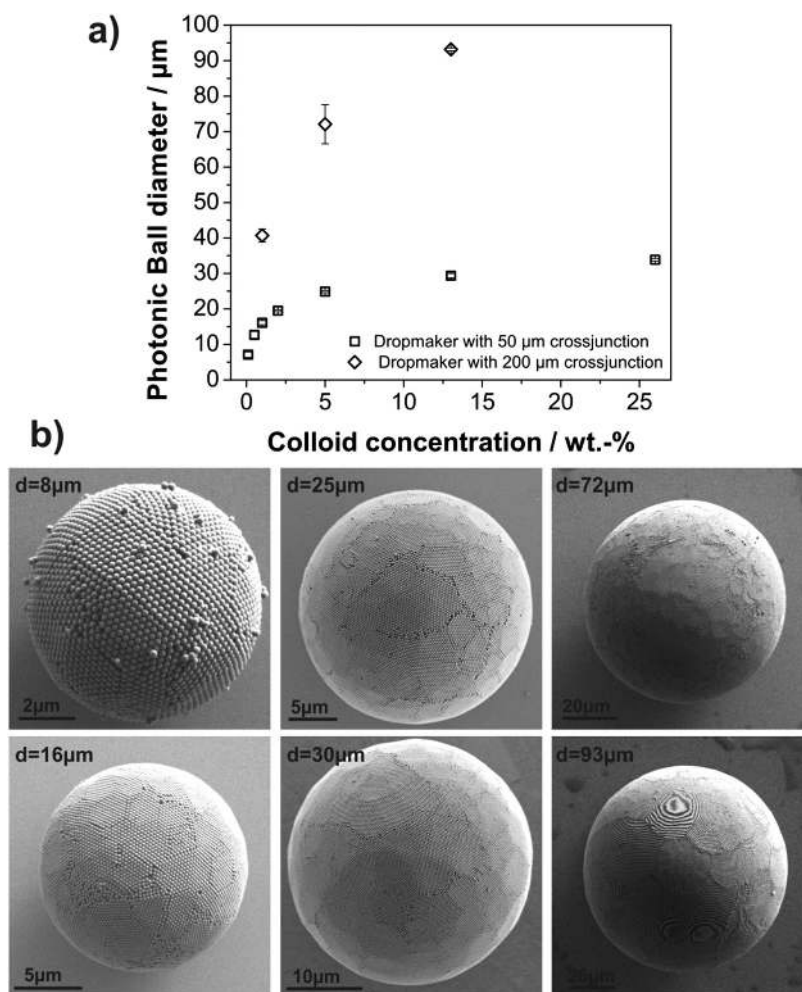 a)
100
90
80
70
60
50
40
30
20
10
0
Photonic Ball diameter / µm
Dropmaker with 50 µm crossjunction
Dropmaker with 200 µm crossjunction
0 5 10 15 20 25
Colloid concentration / wt.-%
b)
d=8µm
2µm
d=25µm
5µm
d=72µm
20µm
d=16µm
5µm
d=30µm
10µm
d=93µm